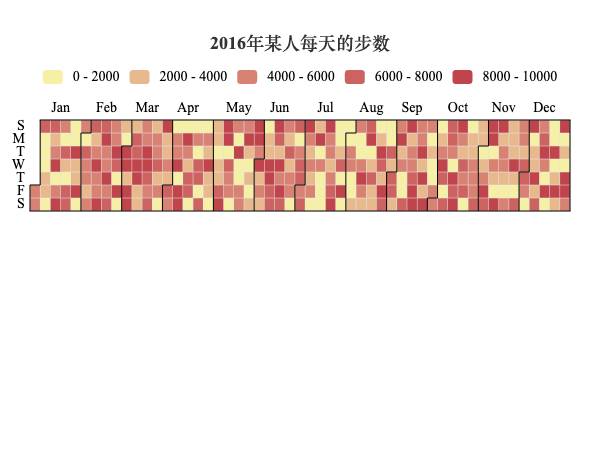 2016年某人每天的步数
0 - 2000 2000 - 4000 4000 - 6000 6000 - 8000 8000 - 10000
Jan Feb Mar Apr May Jun Jul Aug Sep Oct Nov Dec
S
M
T
W
T
F
S